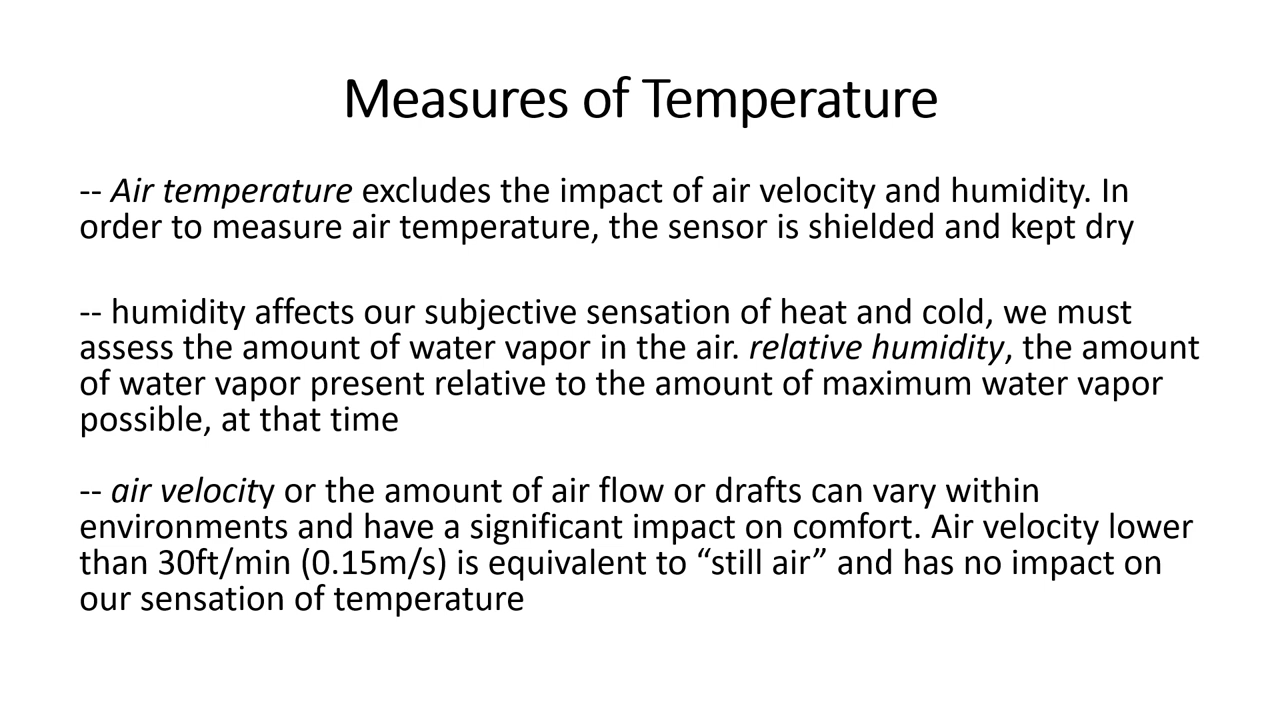 Measures of Temperature
-- Air temperature excludes the impact of air velocity and humidity. In
order to measure air temperature, the sensor is shielded and kept dry
-- humidity affects our subjective sensation of heat and cold, we must
assess the amount of water vapor in the air. relative humidity, the amount
of water vapor present relative to the amount of maximum water vapor
possible, at that time
-- air velocity or the amount of air flow or drafts can vary within
environments and have a significant impact on comfort. Air velocity lower
than 30ft/min (0.15m/s) is equivalent to “still air” and has no impact on
our sensation of temperature